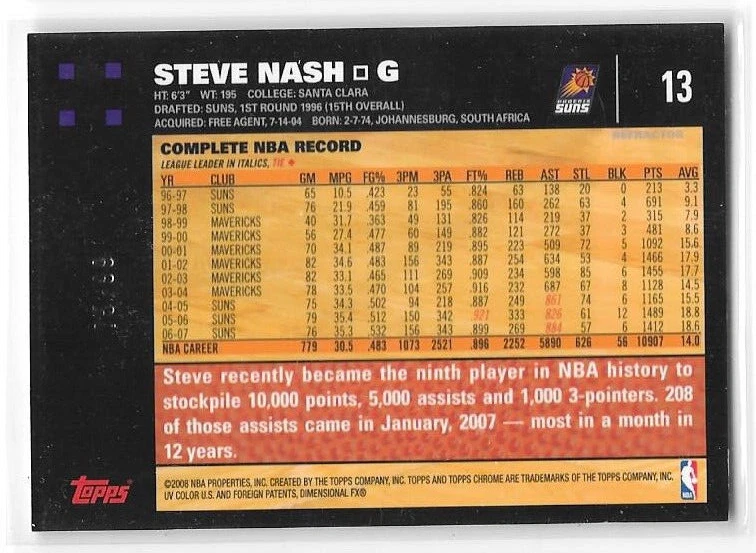 STEVE NASH □ G
HT: 6'3" WT: 195 COLLEGE: SANTA CLARA
DRAFTED: SUNS, 1ST ROUND 1996 (15TH OVERALL)
ACQUIRED: FREE AGENT, 7-14-04 BORN: 2-7-74, JOHANNESBURG, SOUTH AFRICA
PHOENIX
SUNS
13
REFRACTOR
COMPLETE NBA RECORD
LEAGUE LEADER IN ITALICS, TIE ♦
YR CLUB GM MPG FG% 3PM 3PA FT% REB AST STL BLK PTS AVG
96-97 SUNS 65 10.5 .423 23 55 .824 63 138 20 0 213 3.3
97-98 SUNS 76 21.9 .459 81 195 .860 160 262 63 4 691 9.1
98-99 MAVERICKS 40 31.7 .363 49 131 .826 114 219 37 2 315 7.9
99-00 MAVERICKS 56 27.4 .477 60 149 .882 121 272 37 3 481 8.6
00-01 MAVERICKS 70 34.1 .487 89 219 .895 223 509 72 5 1092 15.6
01-02 MAVERICKS 82 34.6 .483 156 343 .887 254 634 53 4 1466 17.9
02-03 MAVERICKS 82 33.1 .465 111 269 .909 234 598 85 6 1455 17.7
03-04 MAVERICKS 78 33.5 .470 104 257 .916 232 687 67 8 1128 14.5
04-05 SUNS 75 34.3 .502 94 218 .887 249 861 74 6 1165 15.5
05-06 SUNS 79 35.4 .512 150 342 .921 333 826 61 12 1489 18.8
06-07 SUNS 76 35.3 .532 156 343 .899 269 884 57 6 1412 18.6
NBA CAREER 779 30.5 .483 1073 2521 .896 2252 5890 626 56 10907 14.0
Steve recently became the ninth player in NBA history to
stockpile 10,000 points, 5,000 assists and 1,000 3-pointers. 208
of those assists came in January, 2007 — most in a month in
12 years.
topps
©2008 NBA PROPERTIES, INC. CREATED BY THE TOPPS COMPANY, INC. TOPPS AND TOPPS CHROME ARE TRADEMARKS OF THE TOPPS COMPANY, INC.
UV COLOR U.S. AND FOREIGN PATENTS, DIMENSIONAL FX®
NBA